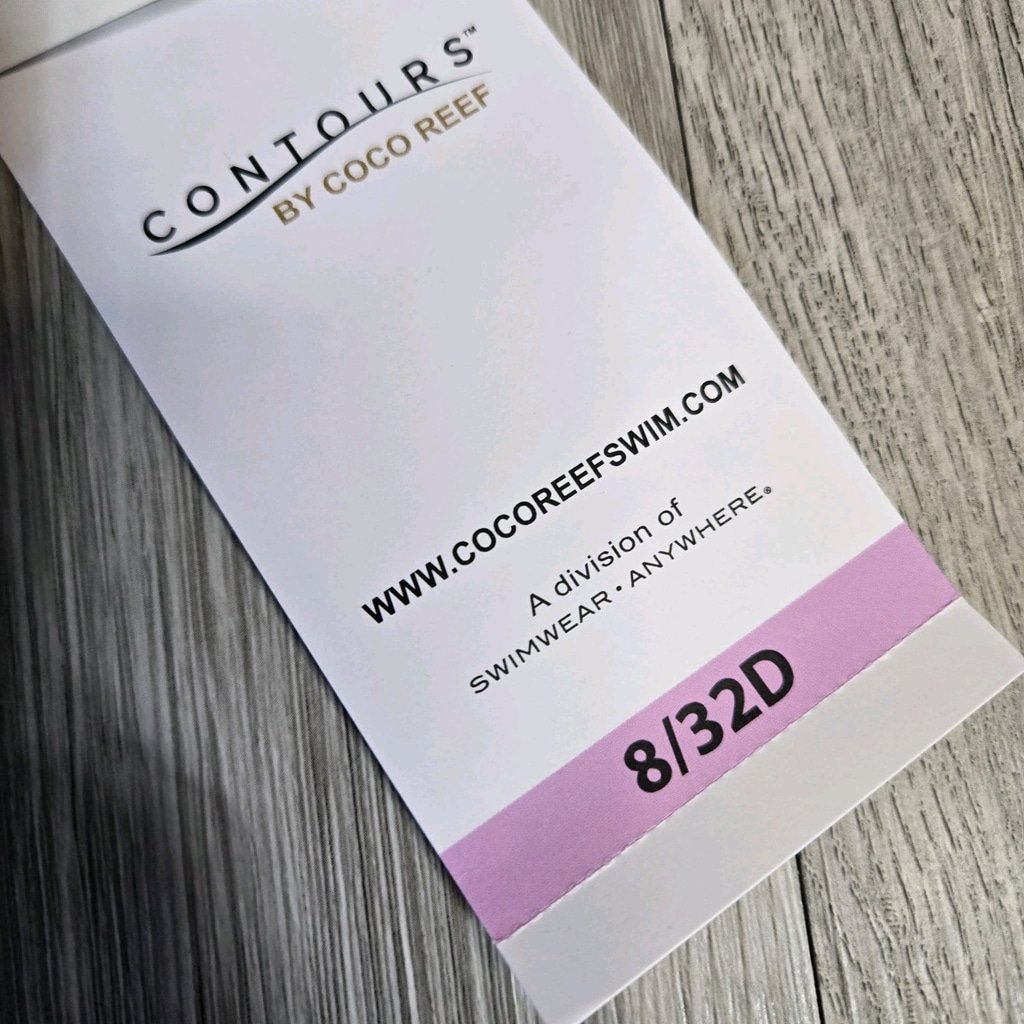 CONTOURS™
BY COCO REEF
WWW.COCOREEFSWIM.COM
A division of
SWIMWEAR • ANYWHERE®
8/32D